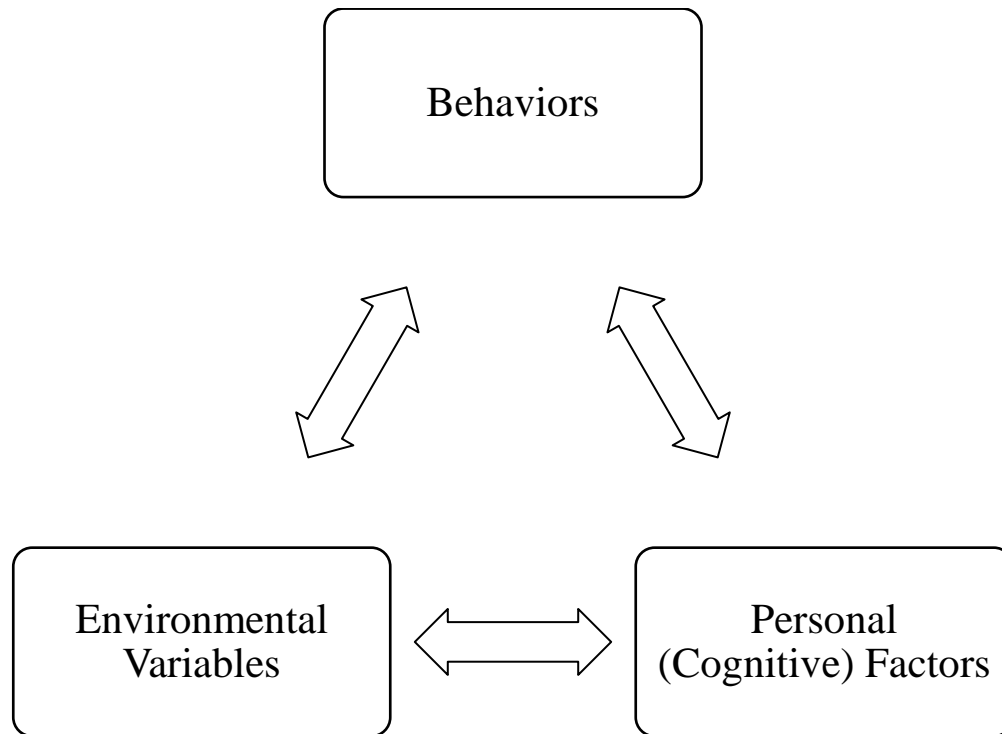 Behaviors
Environmental
Variables
Personal
(Cognitive) Factors